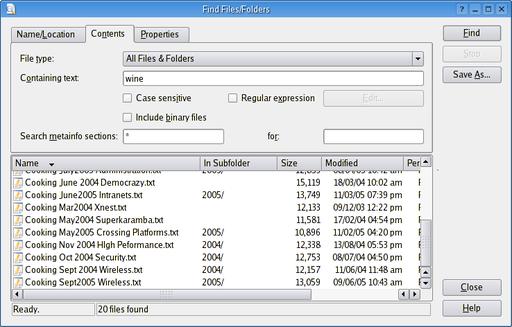 Find Files/Folders
Name/Location Contents Properties
Find
File type: All Files & Folders
Stop
Containing text: wine
Save As...
Case sensitive Regular expression Edit...
Include binary files
Search metainfo sections: * for:
Name In Subfolder Size Modified Per
Cooking July2005 Administration.txt 2005/
Cooking June 2004 Democrazy.txt 15,119 18/03/04 10:02 am
Cooking June2005 Intranets.txt 2005/ 13,749 11/03/05 07:39 pm
Cooking Mar2004 Xnest.txt 12,133 09/12/03 12:22 pm
Cooking May2004 Superkaramba.txt 11,581 17/02/04 04:54 pm
Cooking May2005 Crossing Platforms.txt 2005/ 10,896 11/02/05 04:20 pm
Cooking Nov 2004 HIgh Peformance.txt 2004/ 12,338 13/08/04 05:53 pm
Cooking Oct 2004 Security.txt 2004/ 12,753 08/07/04 04:50 pm
Cooking Sept 2004 Wireless.txt 2004/ 12,157 11/06/04 11:48 am
Cooking Sept2005 Wireless.txt 2005/ 13,059 09/06/05 10:43 am
Close
Ready. 20 files found
Help